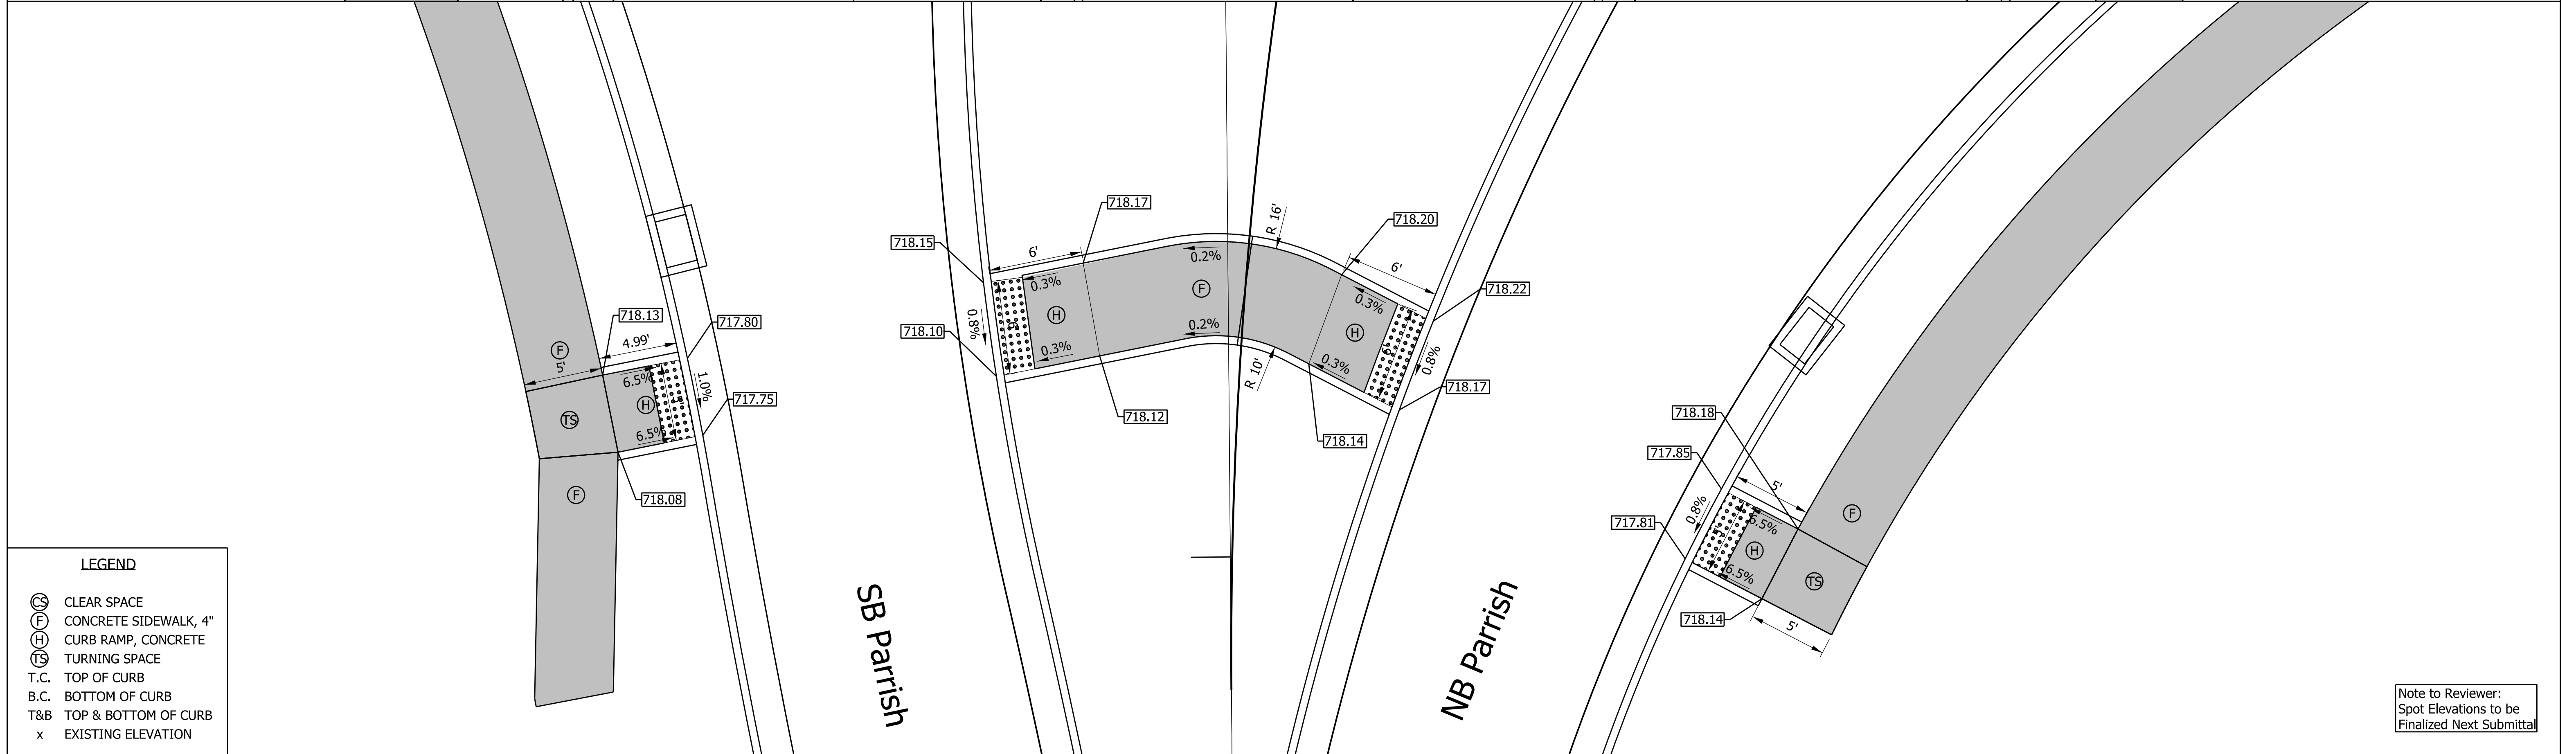 718.13
4.99'
717.80
F
5'
6.5%
1.0%
717.75
H
TS
6.5%
718.08
F
718.17
718.15
6'
0.3%
0.2%
F
R 16'
718.20
6'
0.3%
718.22
H
H
0.8%
718.10
0.2%
0.3%
0.3%
0.8%
R 10'
718.17
718.12
718.14
SB Parrish
NB Parrish
718.18
717.85
5'
0.8%
6.5%
F
717.81
H
6.5%
TS
718.14
5'
LEGEND
CS CLEAR SPACE
F CONCRETE SIDEWALK, 4"
H CURB RAMP, CONCRETE
TS TURNING SPACE
T.C. TOP OF CURB
B.C. BOTTOM OF CURB
T&B TOP & BOTTOM OF CURB
x EXISTING ELEVATION
Note to Reviewer:
Spot Elevations to be
Finalized Next Submittal